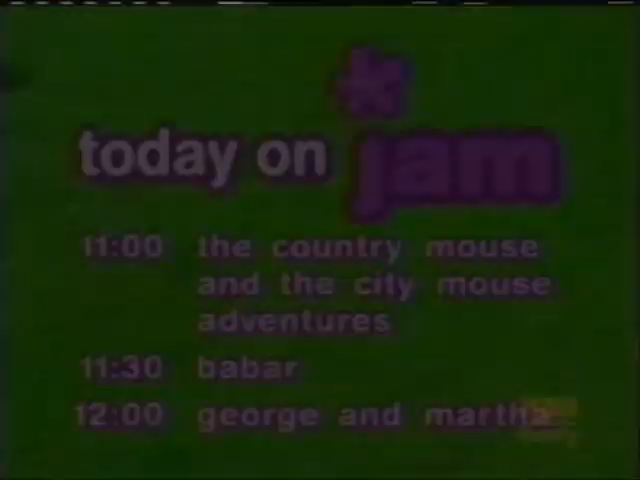 today on jam
11:00 the country mouse
and the city mouse
adventures
11:30 babar
12:00 george and martha